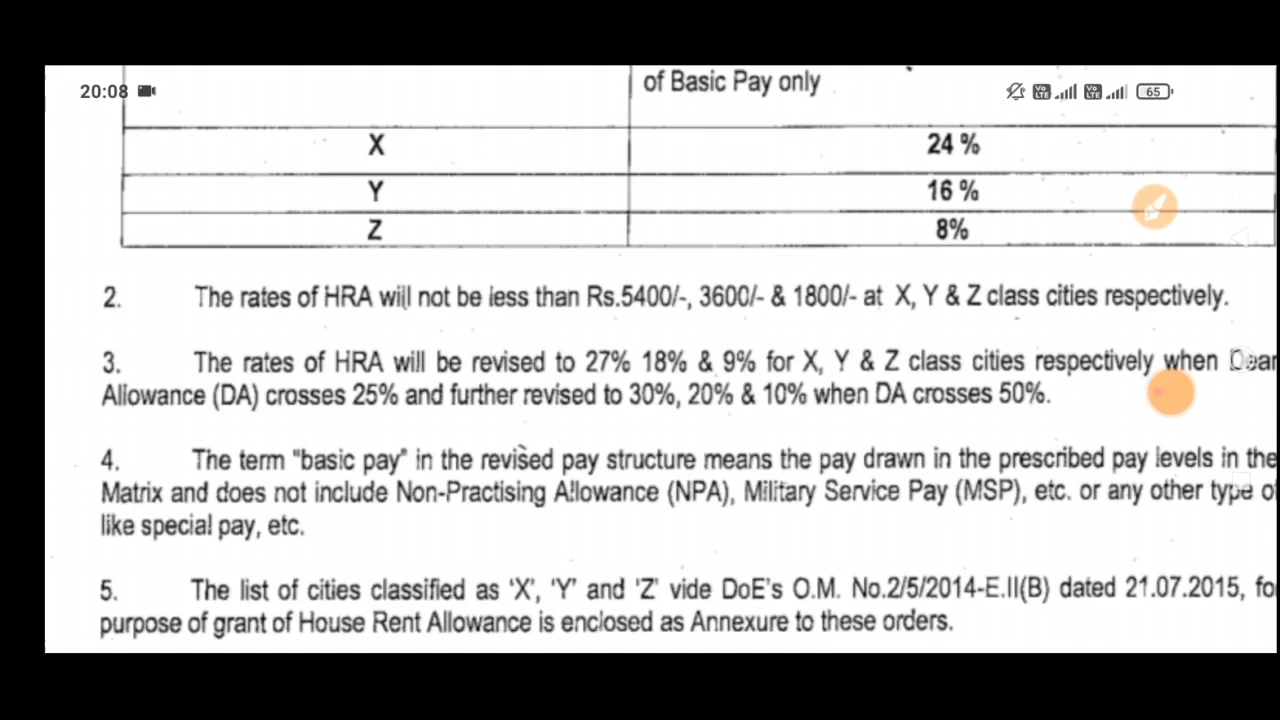 of Basic Pay only
20:08
Vo LTE Vo LTE 65
X 24 %
Y 16 %
Z 8%
2. The rates of HRA will not be less than Rs.5400/-, 3600/- & 1800/- at X, Y & Z class cities respectively.
3. The rates of HRA will be revised to 27% 18% & 9% for X, Y & Z class cities respectively when
Allowance (DA) crosses 25% and further revised to 30%, 20% & 10% when DA crosses 50%.
4. The term "basic pay" in the revised pay structure means the pay drawn in the prescribed pay levels in the
Matrix and does not include Non-Practising Allowance (NPA), Military Service Pay (MSP), etc. or any other type
like special pay, etc.
5. The list of cities classified as 'X', 'Y' and 'Z' vide DoE's O.M. No.2/5/2014-E.II(B) dated 21.07.2015,
purpose of grant of House Rent Allowance is enclosed as Annexure to these orders.